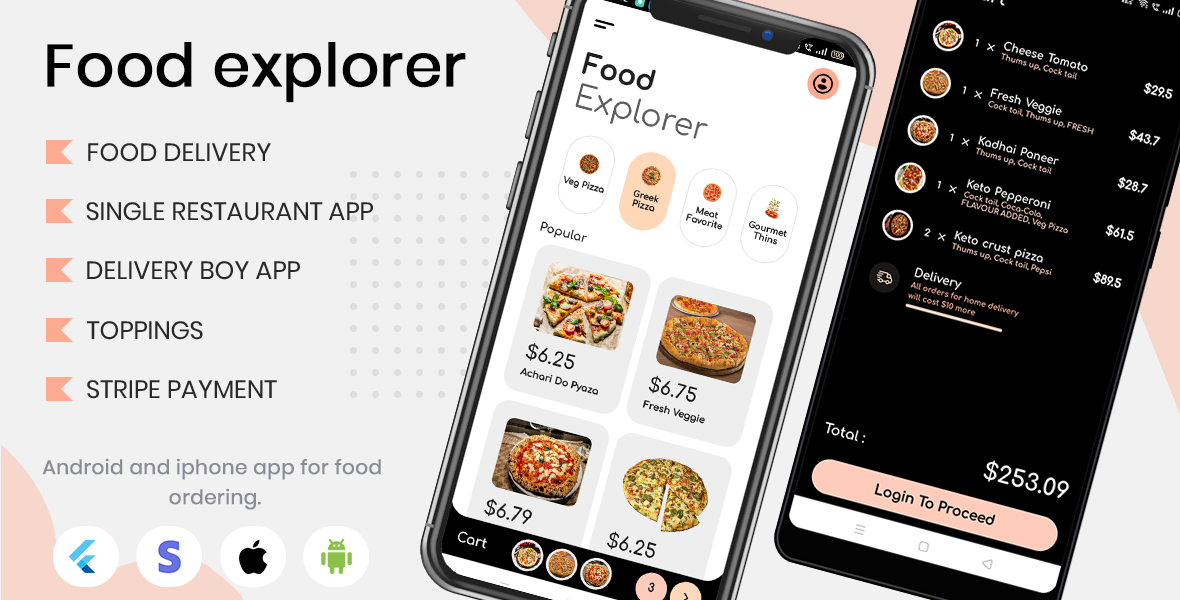 Food explorer
FOOD DELIVERY
SINGLE RESTAURANT APP
DELIVERY BOY APP
TOPPINGS
STRIPE PAYMENT
Android and iphone app for food
ordering.
S
Food
Explorer
Veg Pizza
Greek
Pizza
Meat
Favorite
Gourmet
Thins
Popular
$6.25
Achari Do Pyaza
$6.75
Fresh Veggie
$6.79
$6.25
Cart
3
1 × Cheese Tomato
Thums up, Cock tail
$29.5
1 × Fresh Veggie
Cock tail, Thums up, FRESH
$43.7
1 × Kadhai Paneer
Thums up, Cock tail
$28.7
1 × Keto Pepperoni
Cock tail, Coca-Cola,
FLAVOUR ADDED, Veg Pizza
$61.5
2 × Keto crust pizza
Thums up, Cock tail, Pepsi
$89.5
Delivery
All orders for home delivery
will cost $10 more
Total :
$253.09
Login To Proceed